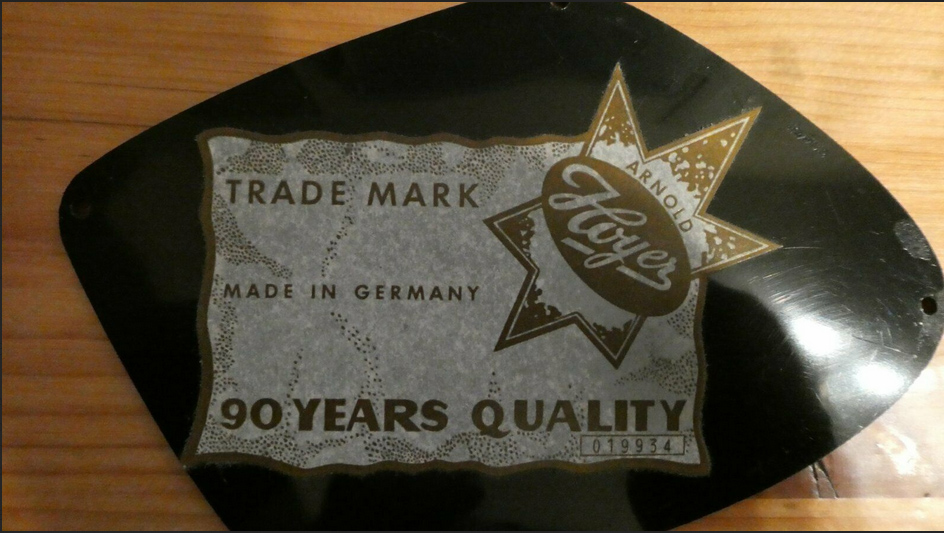 TRADE MARK
ARNOLD
Hoyer
MADE IN GERMANY
90 YEARS QUALITY
019934